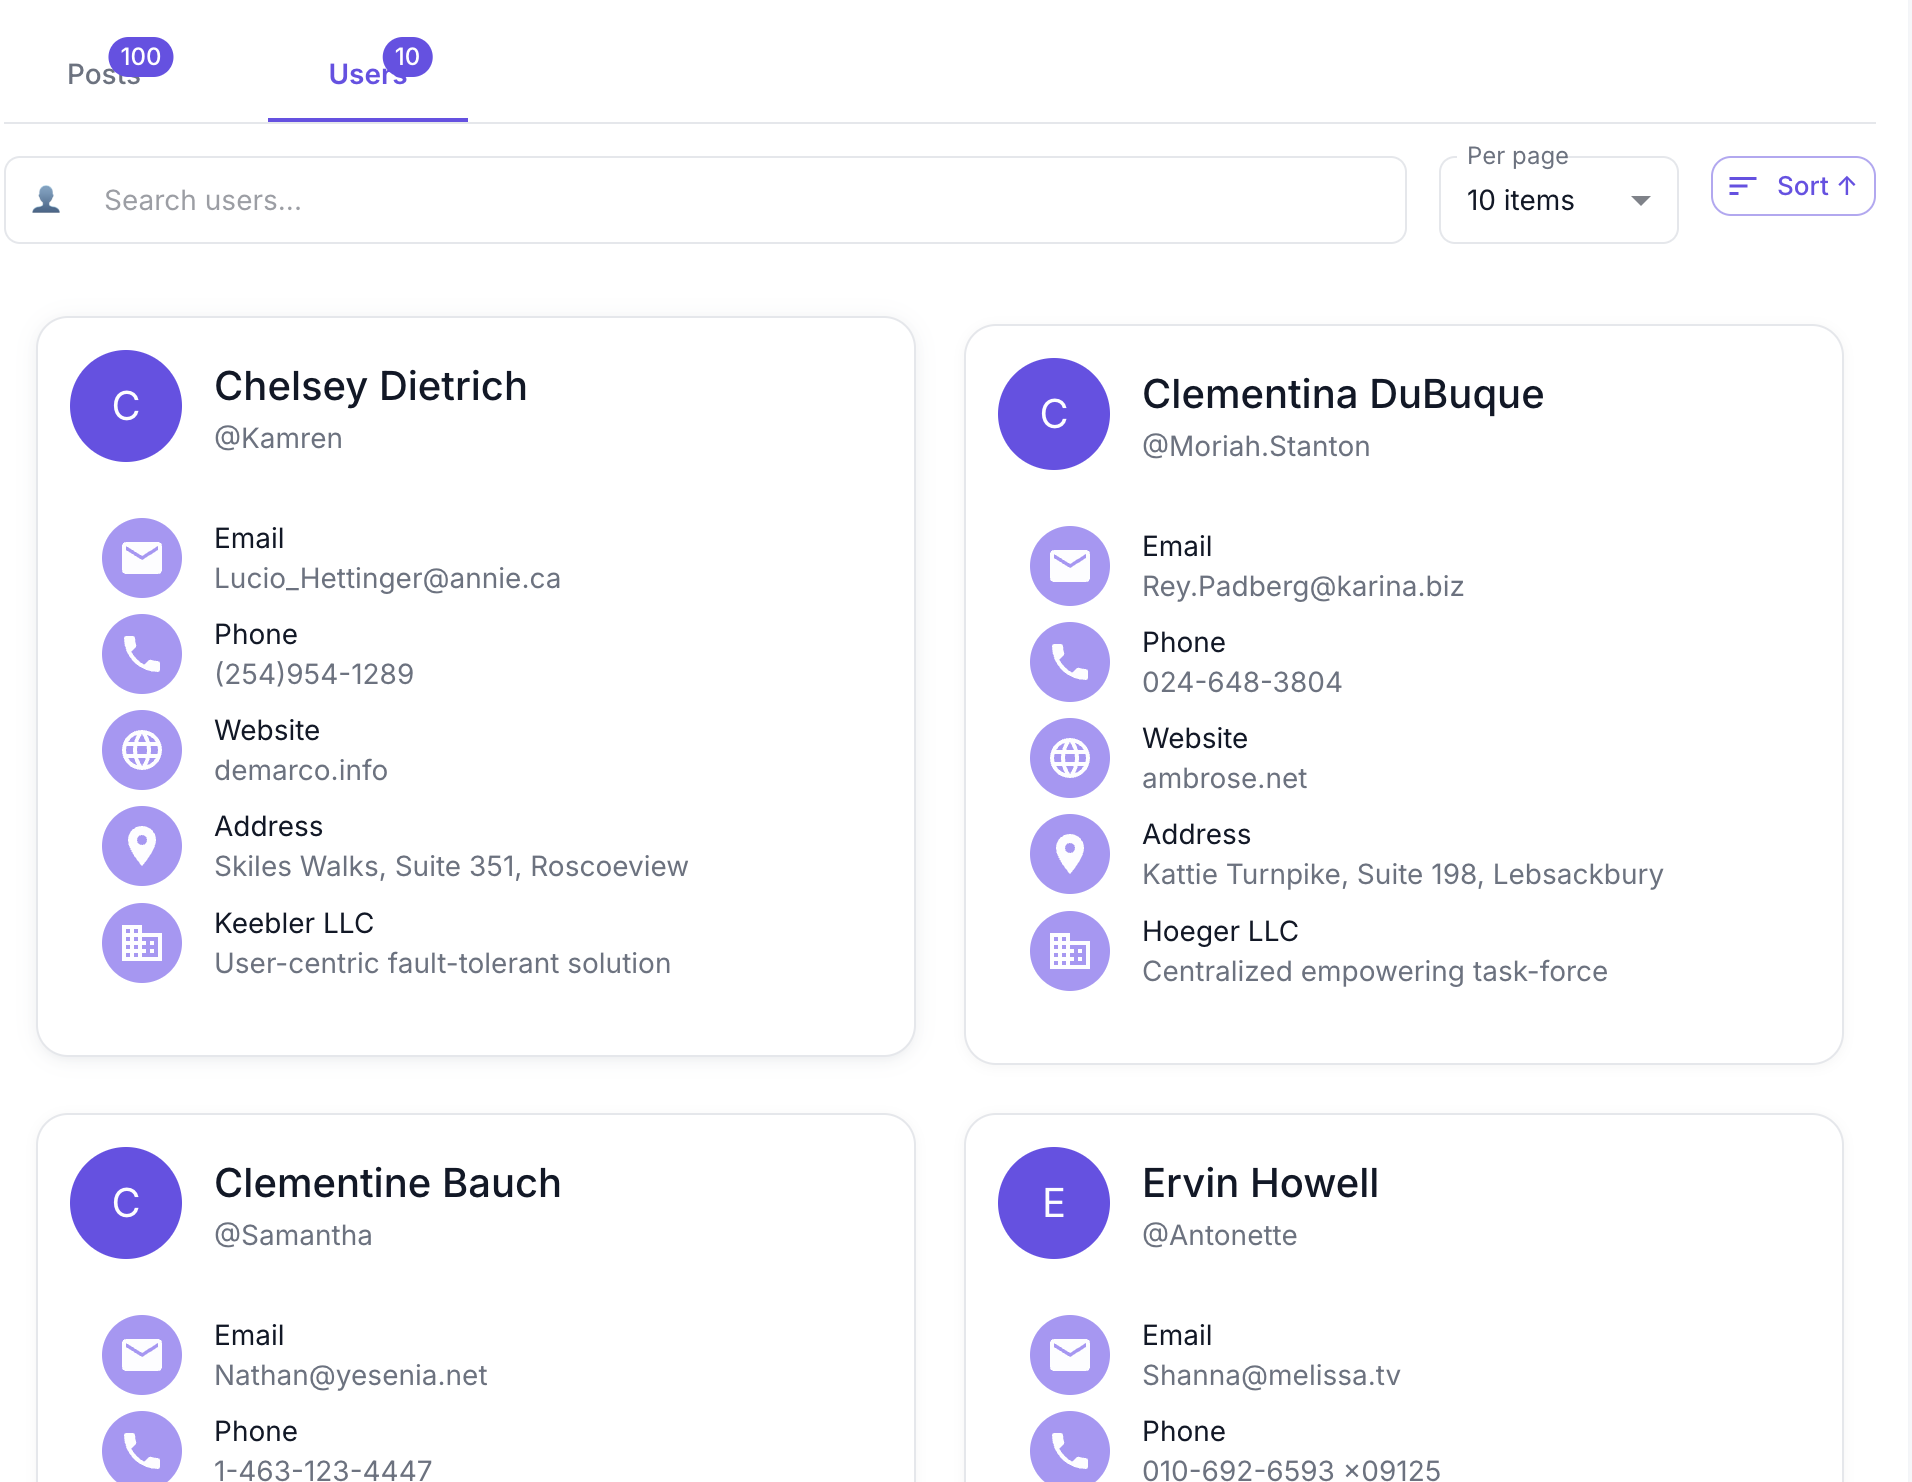 Posts 100
Users 10
Search users...
Per page
10 items
Sort ↑
C
Chelsey Dietrich
@Kamren
Email
Lucio_Hettinger@annie.ca
Phone
(254)954-1289
Website
demarco.info
Address
Skiles Walks, Suite 351, Roscoeview
Keebler LLC
User-centric fault-tolerant solution
C
Clementina DuBuque
@Moriah.Stanton
Email
Rey.Padberg@karina.biz
Phone
024-648-3804
Website
ambrose.net
Address
Kattie Turnpike, Suite 198, Lebsackbury
Hoeger LLC
Centralized empowering task-force
C
Clementine Bauch
@Samantha
Email
Nathan@yesenia.net
Phone
1-463-123-4447
E
Ervin Howell
@Antonette
Email
Shanna@melissa.tv
Phone
010-692-6593 x09125